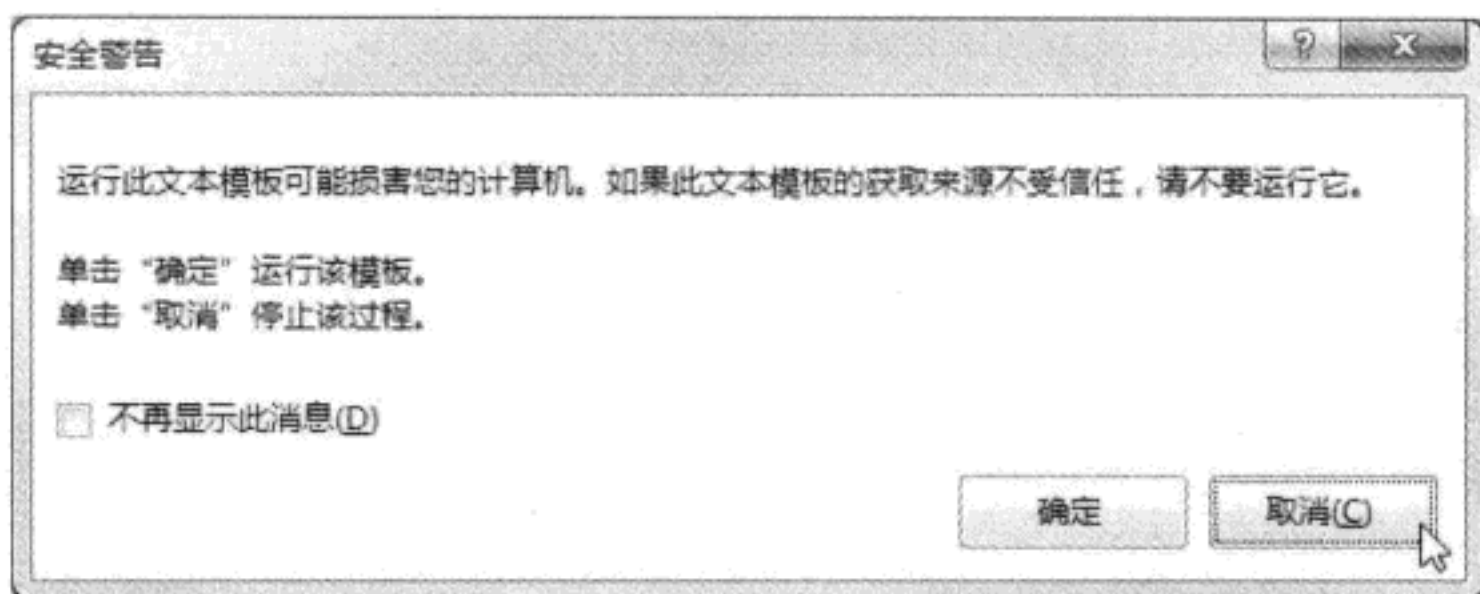 安全警告
运行此文本模板可能损害您的计算机。如果此文本模板的获取来源不受信任，请不要运行它。
单击“确定”运行该模板。
单击“取消”停止该过程。
不再显示此消息(D)
确定
取消(C)